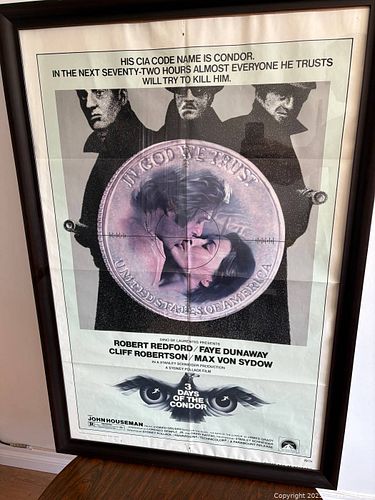 HIS CIA CODE NAME IS CONDOR.
IN THE NEXT SEVENTY-TWO HOURS ALMOST EVERYONE HE TRUSTS
WILL TRY TO KILL HIM.
IN GOD WE TRUST
UNITED STATES OF AMERICA
DINO DE LAURENTIIS PRESENTS
ROBERT REDFORD / FAYE DUNAWAY
CLIFF ROBERTSON / MAX VON SYDOW
IN A STANLEY SCHNEIDER PRODUCTION
A SYDNEY POLLACK FILM
3
DAYS
OF THE
CONDOR
JOHN HOUSEMAN
R